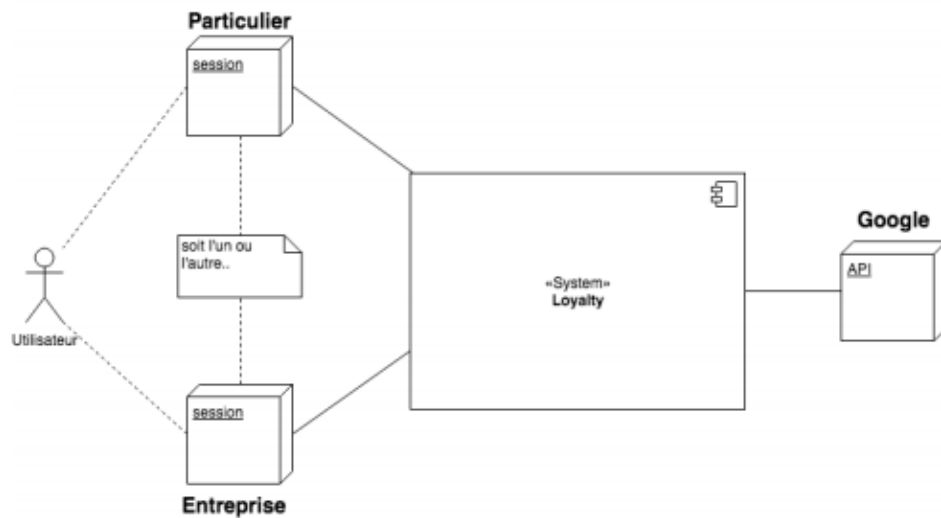 Particulier
session
soit l'un ou
l'autre..
Utilisateur
session
Entreprise
«System»
Loyalty
Google
API